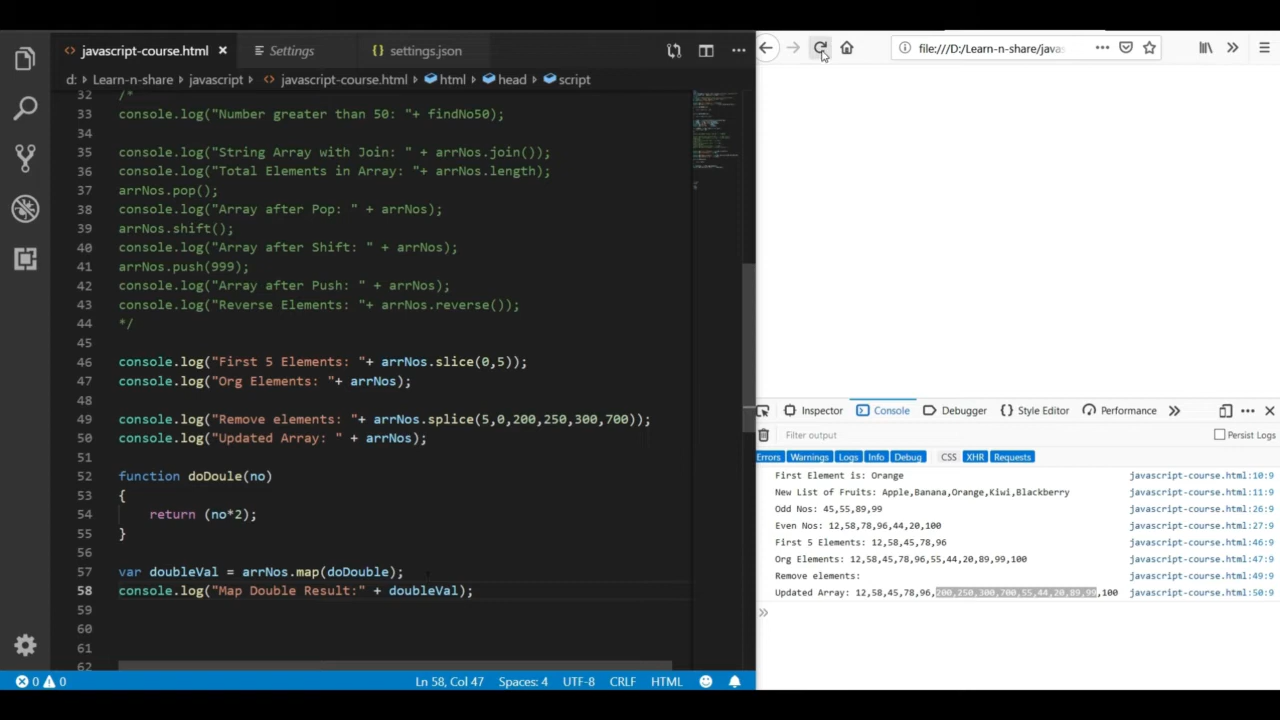 javascript-course.html
Settings
settings.json
d: Learn-n-share javascript javascript-course.html html head script
32 /*
33 console.log("Number greater than 50: "+ findNo50);
34
35 console.log("String Array with Join: " + arrNos.join());
36 console.log("Total Elements in Array: "+ arrNos.length);
37 arrNos.pop();
38 console.log("Array after Pop: " + arrNos);
39 arrNos.shift();
40 console.log("Array after Shift: " + arrNos);
41 arrNos.push(999);
42 console.log("Array after Push: " + arrNos);
43 console.log("Reverse Elements: "+ arrNos.reverse());
44 */
45
46 console.log("First 5 Elements: "+ arrNos.slice(0,5));
47 console.log("Org Elements: "+ arrNos);
48
49 console.log("Remove elements: "+ arrNos.splice(5,0,200,250,300,700));
50 console.log("Updated Array: " + arrNos);
51
52 function doDoule(no)
53 {
54 return (no*2);
55 }
56
57 var doubleVal = arrNos.map(doDouble);
58 console.log("Map Double Result:" + doubleVal);
59
60
61
62
0 0 Ln 58, Col 47 Spaces: 4 UTF-8 CRLF HTML
file:///D:/Learn-n-share/javas
Inspector Console Debugger Style Editor Performance
Filter output Persist Logs
Errors Warnings Logs Info Debug CSS XHR Requests
First Element is: Orange javascript-course.html:10:9
New List of Fruits: Apple,Banana,Orange,Kiwi,Blackberry javascript-course.html:11:9
Odd Nos: 45,55,89,99 javascript-course.html:26:9
Even Nos: 12,58,78,96,44,20,100 javascript-course.html:27:9
First 5 Elements: 12,58,45,78,96 javascript-course.html:46:9
Org Elements: 12,58,45,78,96,55,44,20,89,99,100 javascript-course.html:47:9
Remove elements: javascript-course.html:49:9
Updated Array: 12,58,45,78,96,200,250,300,700,55,44,20,89,99,100 javascript-course.html:50:9